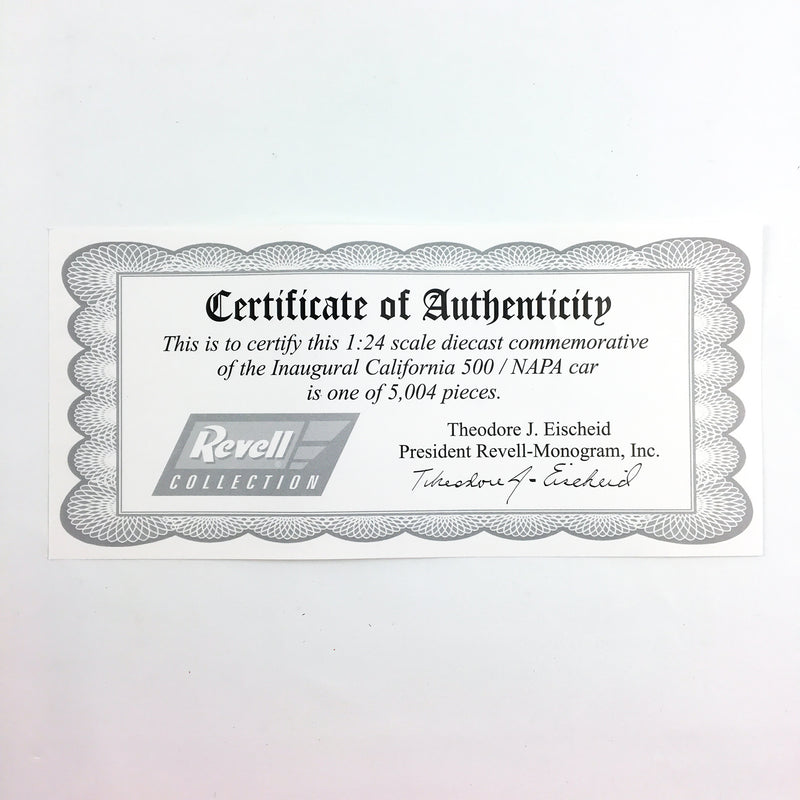 Certificate of Authenticity
This is to certify this 1:24 scale diecast commemorative
of the Inaugural California 500 / NAPA car
is one of 5,004 pieces.
Revell
COLLECTION
Theodore J. Eischeid
President Revell-Monogram, Inc.
Theodore J. Eischeid